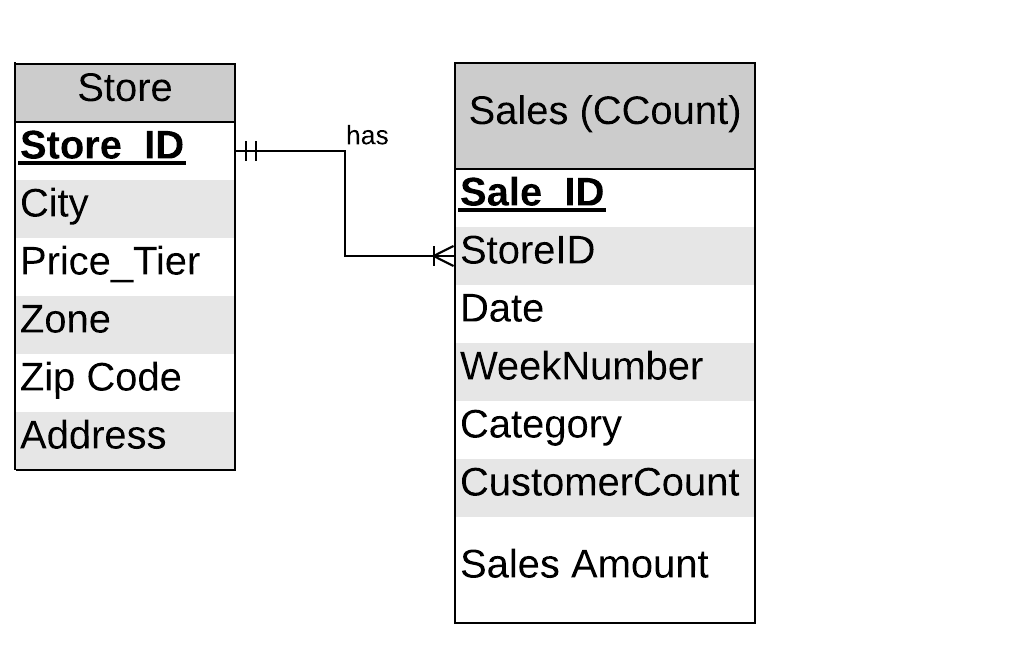 Store
Store_ID
City
Price_Tier
Zone
Zip Code
Address
has
Sales (CCount)
Sale_ID
StoreID
Date
WeekNumber
Category
CustomerCount
Sales Amount